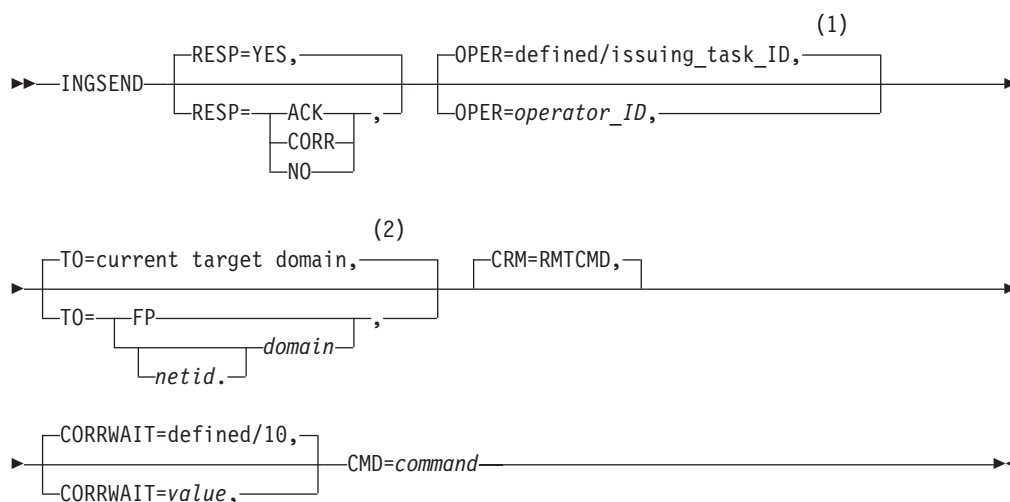 (1)
RESP=YES, OPER=defined/issuing_task_ID,
INGSEND
RESP= ACK , OPER=operator_ID,
CORR
NO
(2)
TO=current target domain, CRM=RMTCMD,
TO= FP ,
domain
netid.
CORRWAIT=defined/10,
CMD=command
CORRWAIT=value,